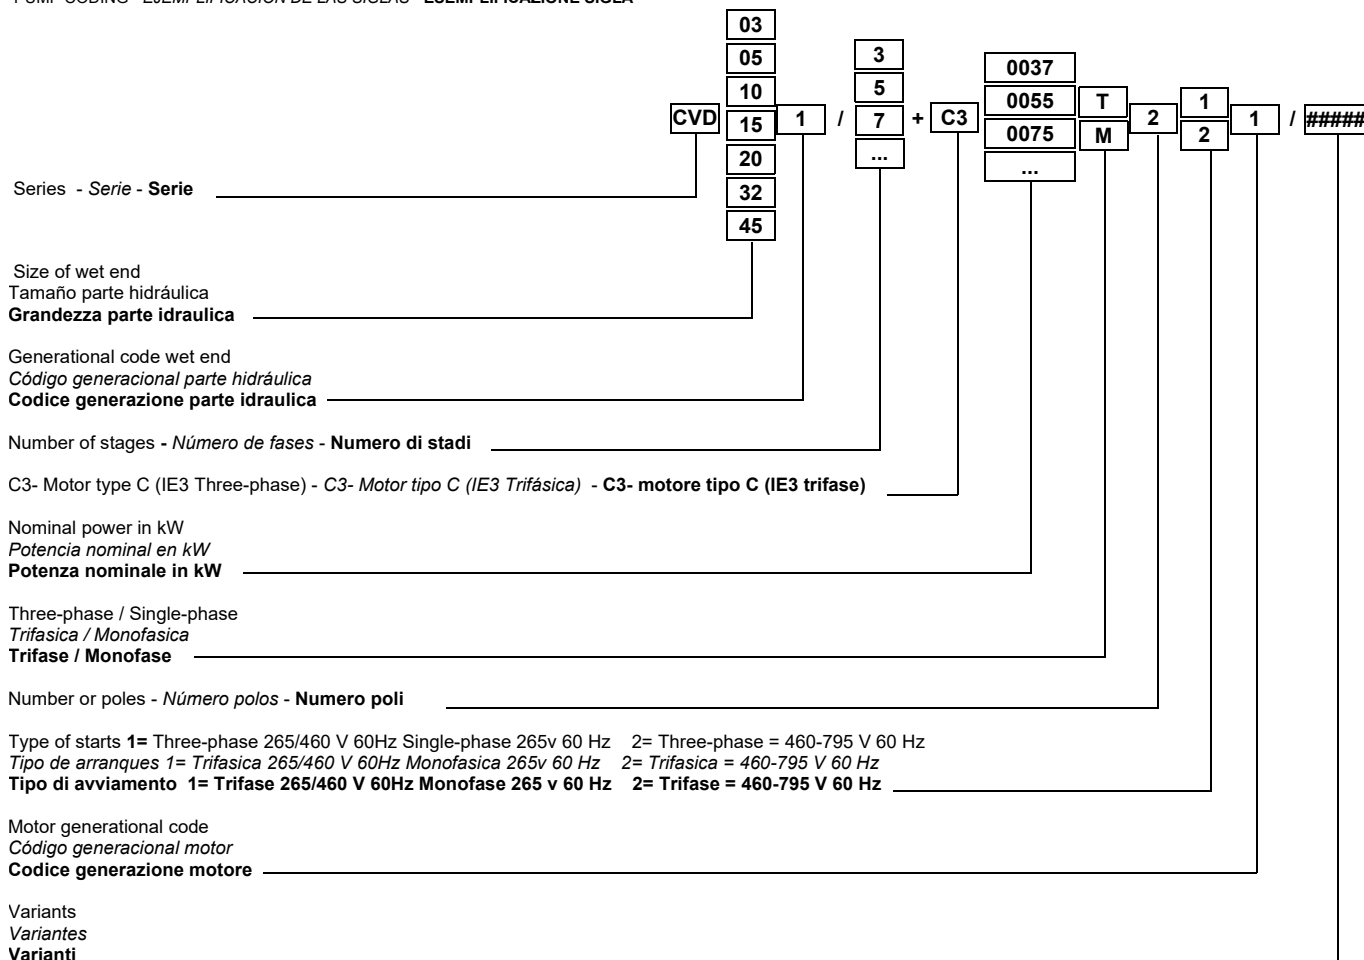 PUMP CODING - EJEMPLIFICACIÓN DE LAS SIGLAS - ESEMPLIFICAZIONE SIGLA
03
05
10
15
20
32
45
CVD
1
/
3
5
7
...
+
C3
0037
0055
0075
...
T
M
2
1
2
1
/
#####
Series - Serie - Serie
Size of wet end
Tamaño parte hidráulica
Grandezza parte idraulica
Generational code wet end
Código generacional parte hidráulica
Codice generazione parte idraulica
Number of stages - Número de fases - Numero di stadi
C3- Motor type C (IE3 Three-phase) - C3- Motor tipo C (IE3 Trifásica) - C3- motore tipo C (IE3 trifase)
Nominal power in kW
Potencia nominal en kW
Potenza nominale in kW
Three-phase / Single-phase
Trifasica / Monofasica
Trifase / Monofase
Number or poles - Número polos - Numero poli
Type of starts 1= Three-phase 265/460 V 60Hz Single-phase 265v 60 Hz 2= Three-phase = 460-795 V 60 Hz
Tipo de arranques 1= Trifasica 265/460 V 60Hz Monofasica 265v 60 Hz 2= Trifasica = 460-795 V 60 Hz
Tipo di avviamento 1= Trifase 265/460 V 60Hz Monofase 265 v 60 Hz 2= Trifase = 460-795 V 60 Hz
Motor generational code
Código generacional motor
Codice generazione motore
Variants
Variantes
Varianti